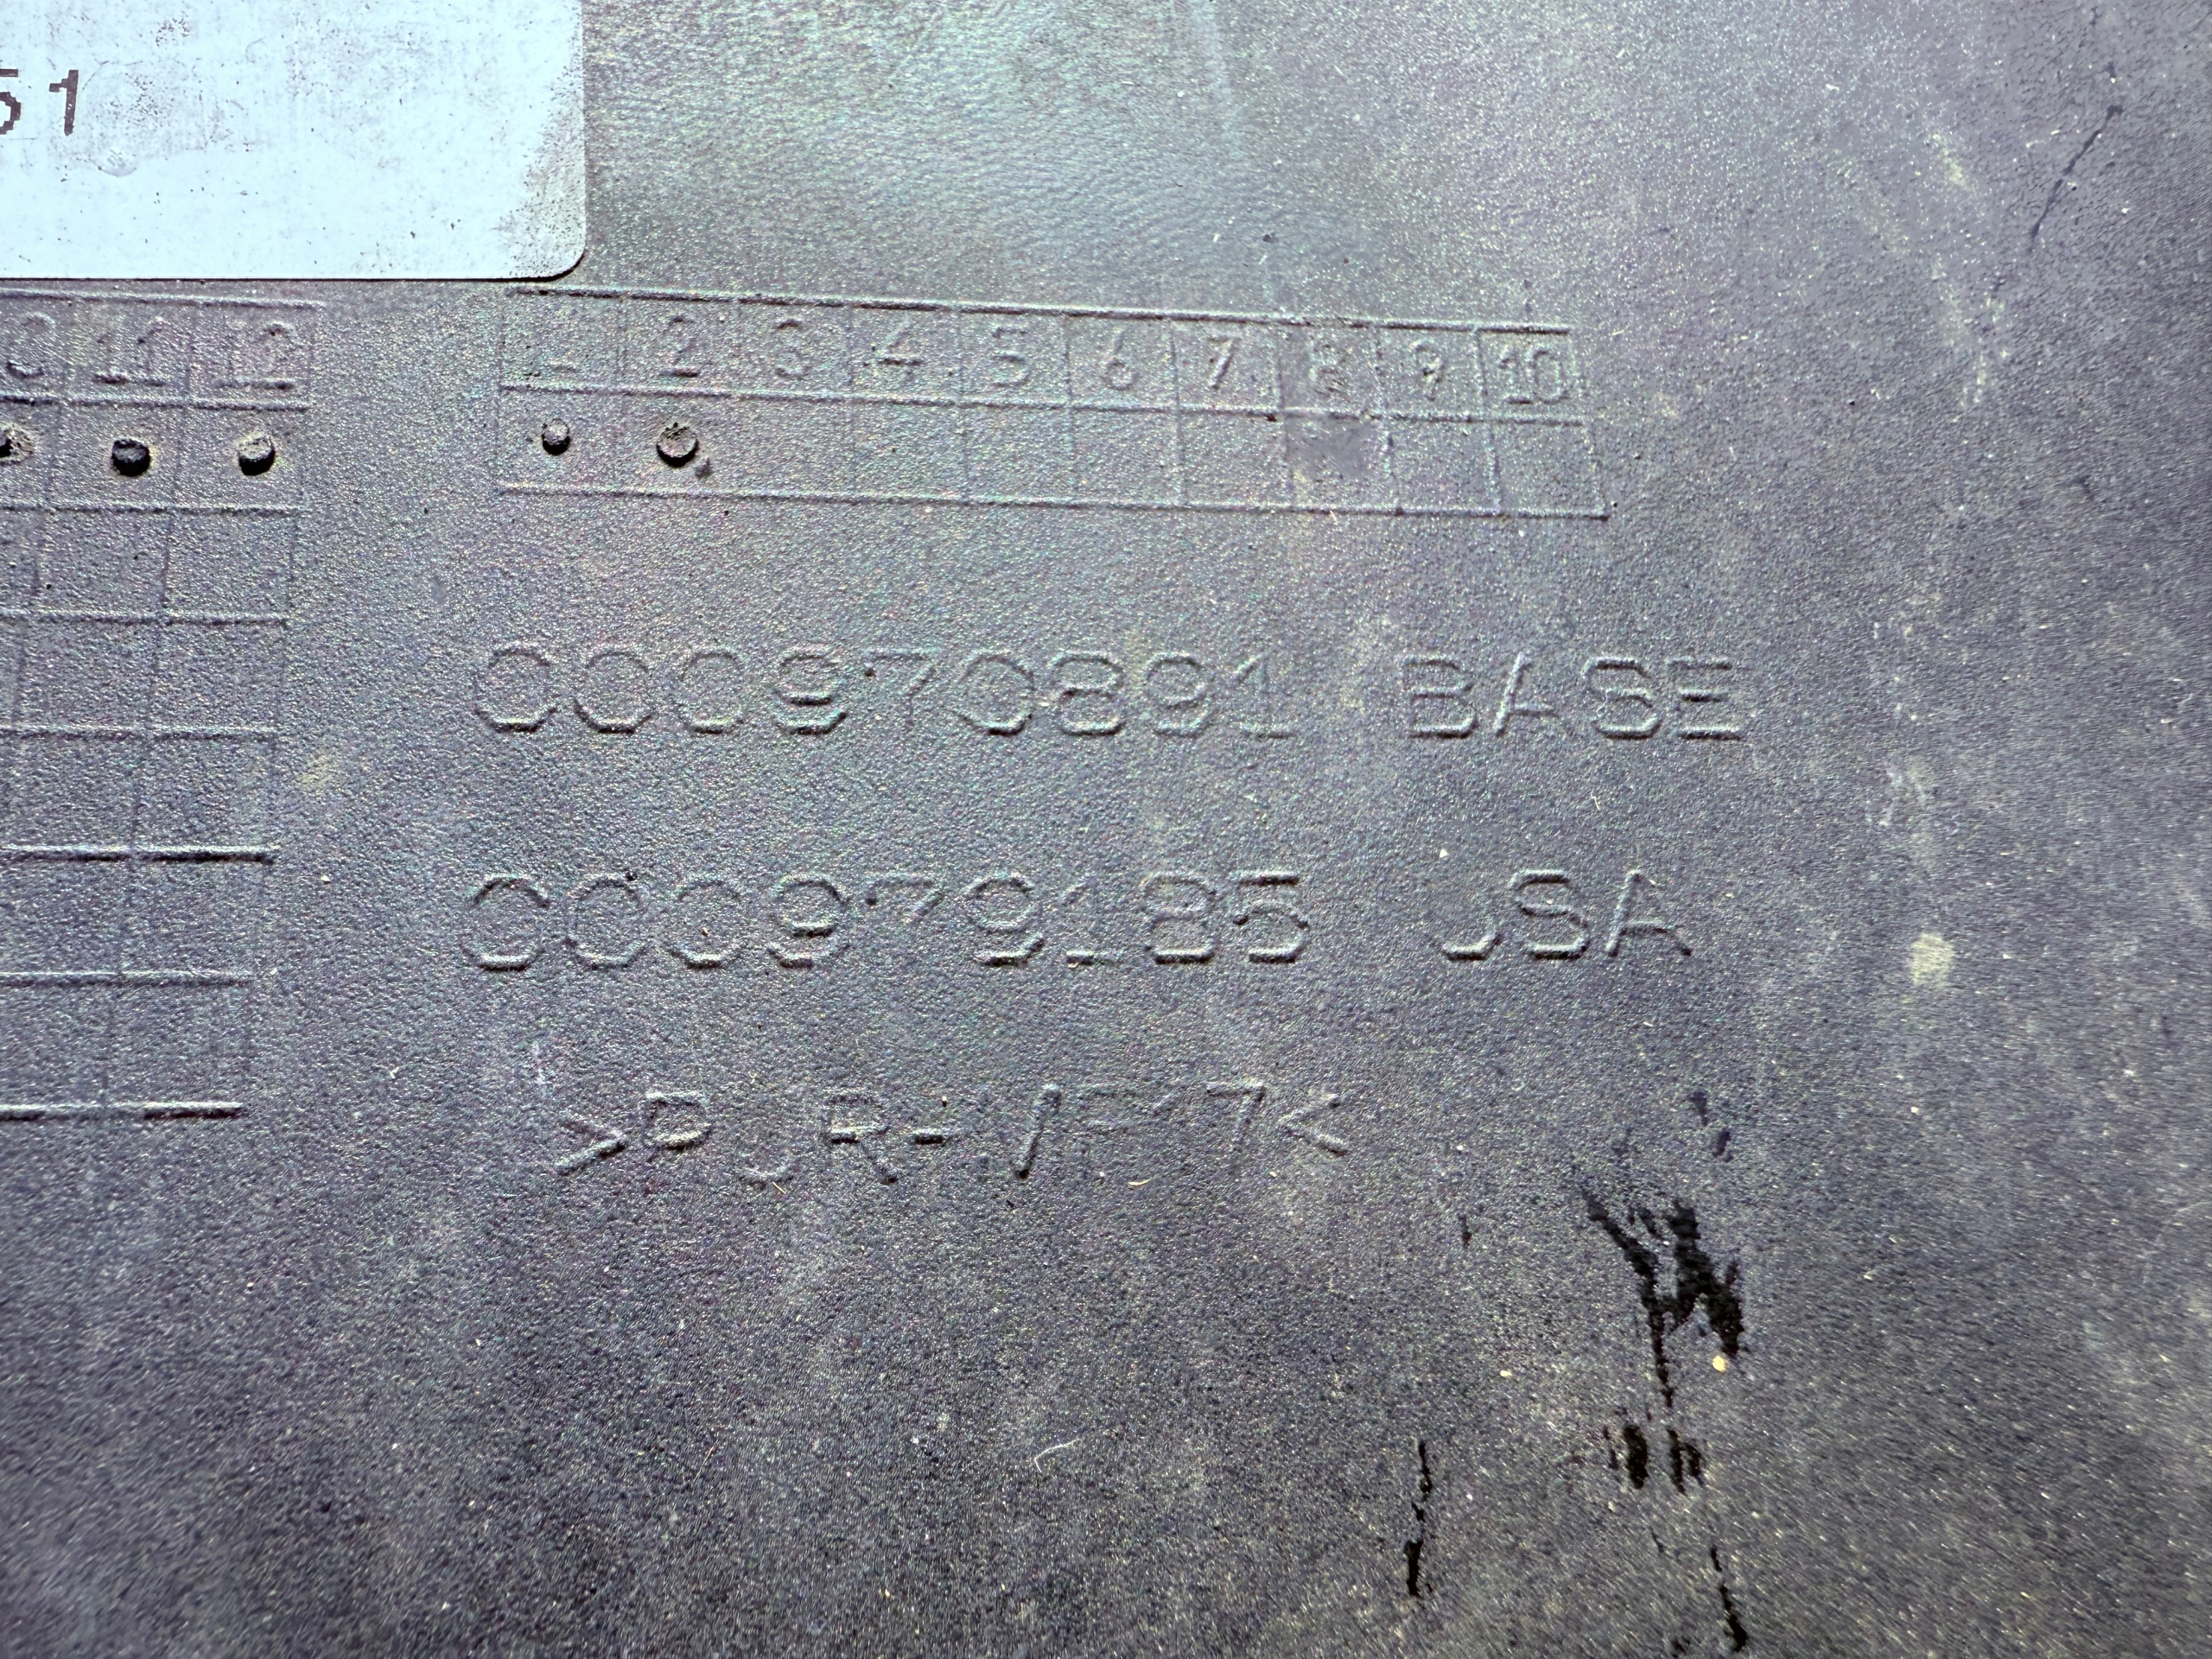 51
11 12
1 2 3 4 5 6 7 8 9 10
000970891 BASE
000979185 USA
>PUR-MF17<